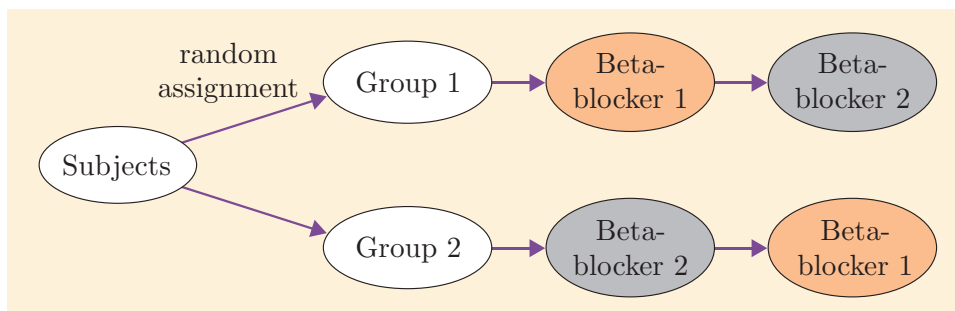 random
assignment
Subjects
Group 1
Beta-
blocker 1
Beta-
blocker 2
Group 2
Beta-
blocker 2
Beta-
blocker 1